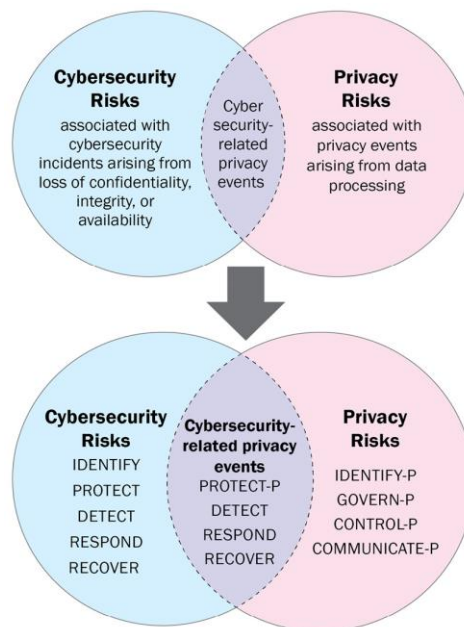 Cybersecurity
Risks
associated with
cybersecurity
incidents arising from
loss of confidentiality,
integrity, or
availability
Cyber
security-
related
privacy
events
Privacy
Risks
associated with
privacy events
arising from data
processing
Cybersecurity
Risks
IDENTIFY
PROTECT
DETECT
RESPOND
RECOVER
Cybersecurity-
related privacy
events
PROTECT-P
DETECT
RESPOND
RECOVER
Privacy
Risks
IDENTIFY-P
GOVERN-P
CONTROL-P
COMMUNICATE-P